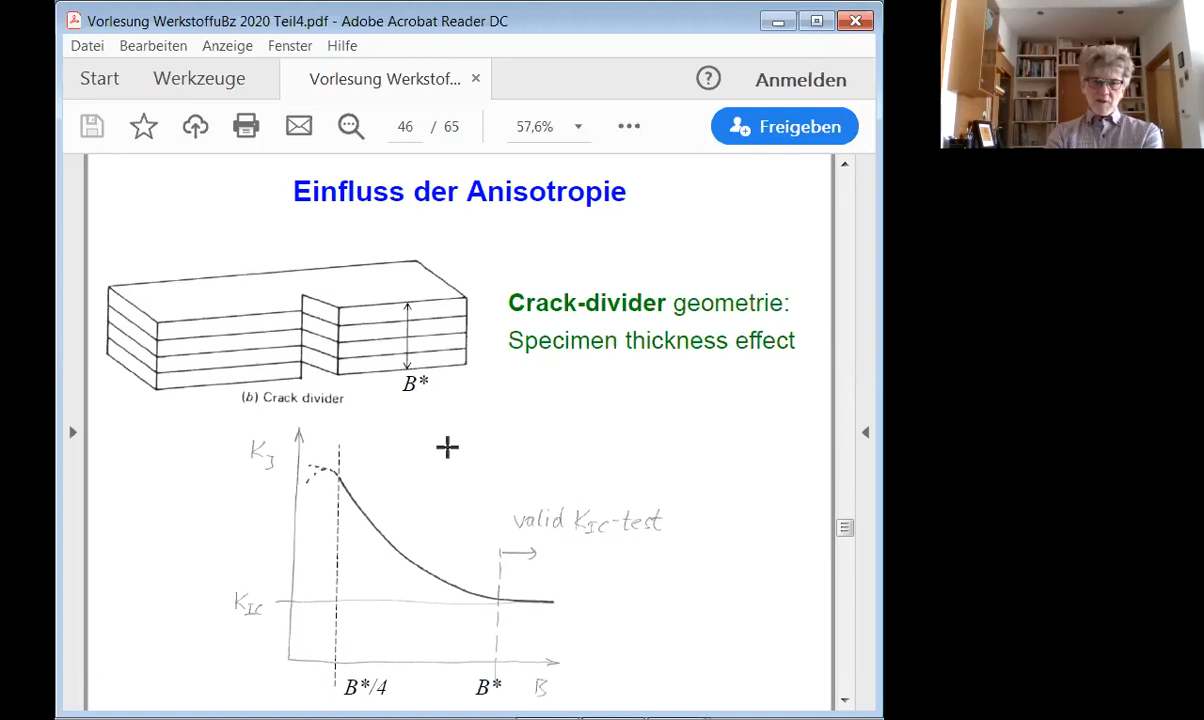 Vorlesung WerkstoffuBz 2020 Teil4.pdf - Adobe Acrobat Reader DC
Datei Bearbeiten Anzeige Fenster Hilfe
Start Werkzeuge Vorlesung Werkstof... × ? Anmelden
46 / 65 57,6% Freigeben
Einfluss der Anisotropie
Crack-divider geometrie:
Specimen thickness effect
B*
(b) Crack divider
KJ
valid KIC-test
KIC
B*/4 B* B